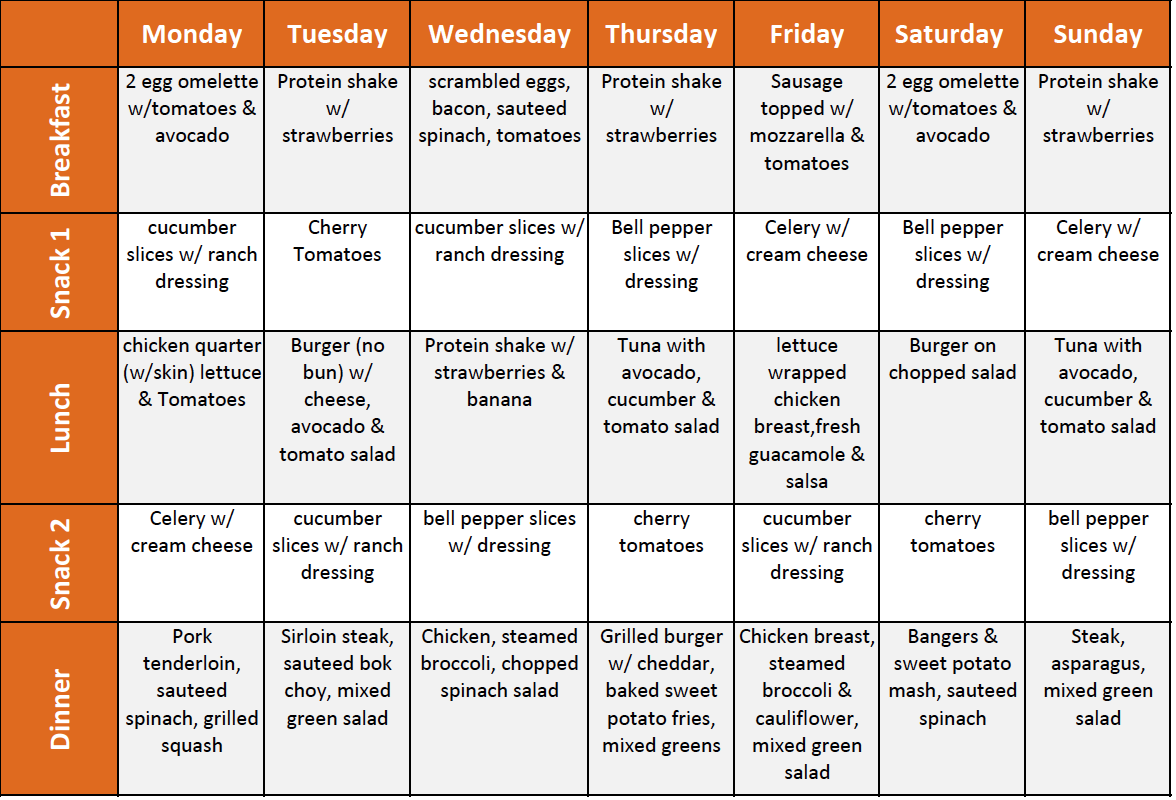 Monday Tuesday Wednesday Thursday Friday Saturday Sunday
Breakfast
2 egg omelette
w/tomatoes &
avocado
Protein shake
w/
strawberries
scrambled eggs,
bacon, sauteed
spinach, tomatoes
Protein shake
w/
strawberries
Sausage
topped w/
mozzarella &
tomatoes
2 egg omelette
w/tomatoes &
avocado
Protein shake
w/
strawberries
Snack 1
cucumber
slices w/ ranch
dressing
Cherry
Tomatoes
cucumber slices w/
ranch dressing
Bell pepper
slices w/
dressing
Celery w/
cream cheese
Bell pepper
slices w/
dressing
Celery w/
cream cheese
Lunch
chicken quarter
(w/skin) lettuce
& Tomatoes
Burger (no
bun) w/
cheese,
avocado &
tomato salad
Protein shake w/
strawberries &
banana
Tuna with
avocado,
cucumber &
tomato salad
lettuce
wrapped
chicken
breast,fresh
guacamole &
salsa
Burger on
chopped salad
Tuna with
avocado,
cucumber &
tomato salad
Snack 2
Celery w/
cream cheese
cucumber
slices w/ ranch
dressing
bell pepper slices
w/ dressing
cherry
tomatoes
cucumber
slices w/ ranch
dressing
cherry
tomatoes
bell pepper
slices w/
dressing
Dinner
Pork
tenderloin,
sauteed
spinach, grilled
squash
Sirloin steak,
sauteed bok
choy, mixed
green salad
Chicken, steamed
broccoli, chopped
spinach salad
Grilled burger
w/ cheddar,
baked sweet
potato fries,
mixed greens
Chicken breast,
steamed
broccoli &
cauliflower,
mixed green
salad
Bangers &
sweet potato
mash, sauteed
spinach
Steak,
asparagus,
mixed green
salad